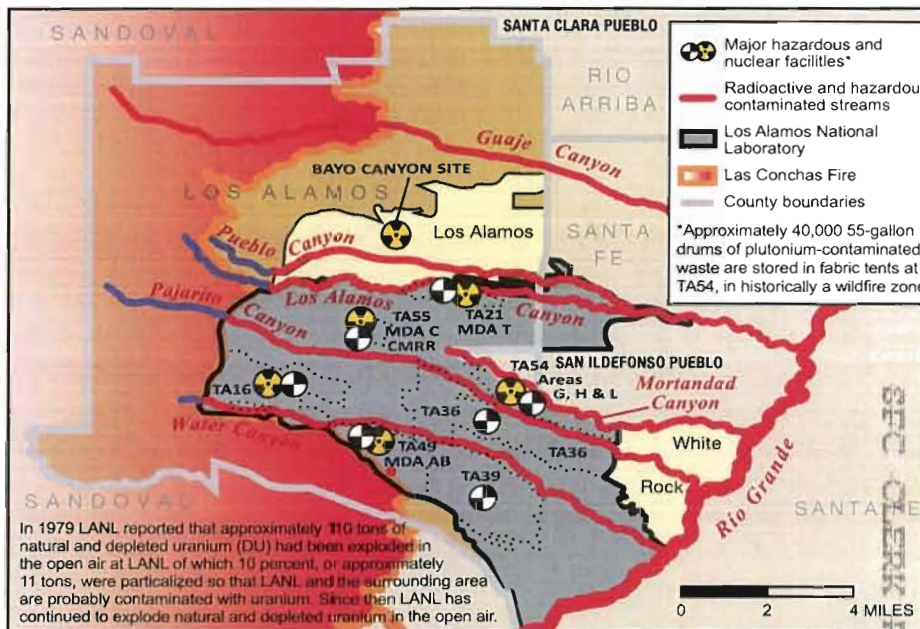 SANDOVAL
SANTA CLARA PUEBLO
RIO
ARRIBA
Guaje Canyon
BAYO CANYON SITE
LOS ALAMOS
Los Alamos
SANTA
FE
Pueblo Canyon
Pajarito
Canyon
Los Alamos
Canyon
TA55
MDA C
CMRR
TA21
MDA T
SAN ILDEFONSO PUEBLO
TA54
Areas
G, H & L
Mortandad
Canyon
TA16
TA36
Water Canyon
TA49
MDA AB
TA36
White
Rock
TA39
Rio Grande
SANDOVAL
SANTA
In 1979 LANL reported that approximately 110 tons of
natural and depleted uranium (DU) had been exploded in
the open air at LANL of which 10 percent, or approximately
11 tons, were particalized so that LANL and the surrounding area
are probably contaminated with uranium. Since then LANL has
continued to explode natural and depleted uranium in the open air.
0 2 4 MILES
Major hazardous and
nuclear facilities*
Radioactive and hazardou
contaminated streams
Los Alamos National
Laboratory
Las Conchas Fire
County boundaries
*Approximately 40,000 55-gallon
drums of plutonium-contaminated
waste are stored in fabric tents at
TA54, in historically a wildfire zone